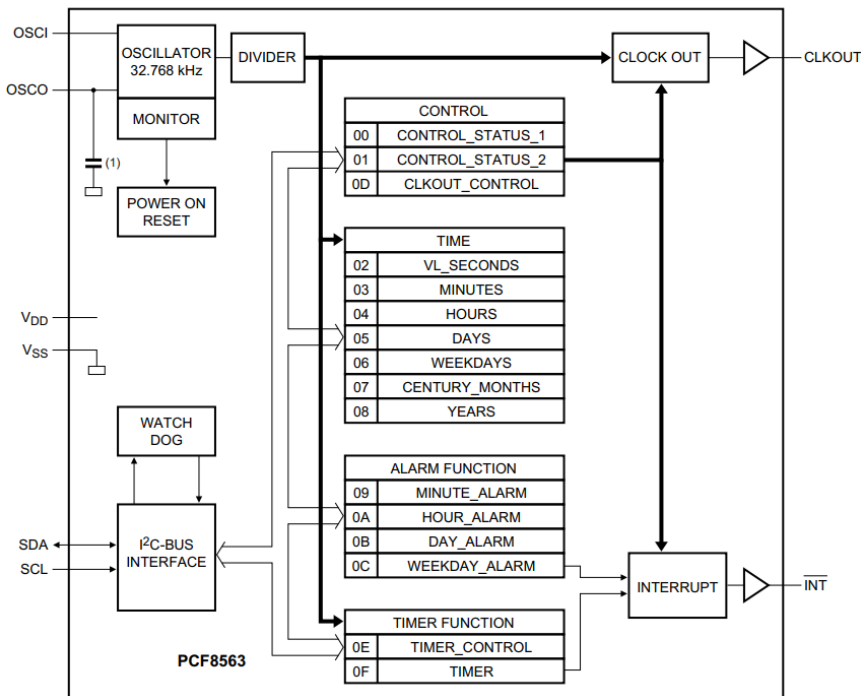 OSCI
OSCILLATOR
32.768 kHz
DIVIDER
CLOCK OUT
CLKOUT
OSCO
MONITOR
(1)
POWER ON
RESET
CONTROL
00 CONTROL_STATUS_1
01 CONTROL_STATUS_2
0D CLKOUT_CONTROL
TIME
02 VL_SECONDS
03 MINUTES
04 HOURS
05 DAYS
06 WEEKDAYS
07 CENTURY_MONTHS
08 YEARS
VDD
VSS
WATCH
DOG
ALARM FUNCTION
09 MINUTE_ALARM
0A HOUR_ALARM
0B DAY_ALARM
0C WEEKDAY_ALARM
SDA
SCL
I2C-BUS
INTERFACE
INTERRUPT
INT
TIMER FUNCTION
0E TIMER_CONTROL
0F TIMER
PCF8563